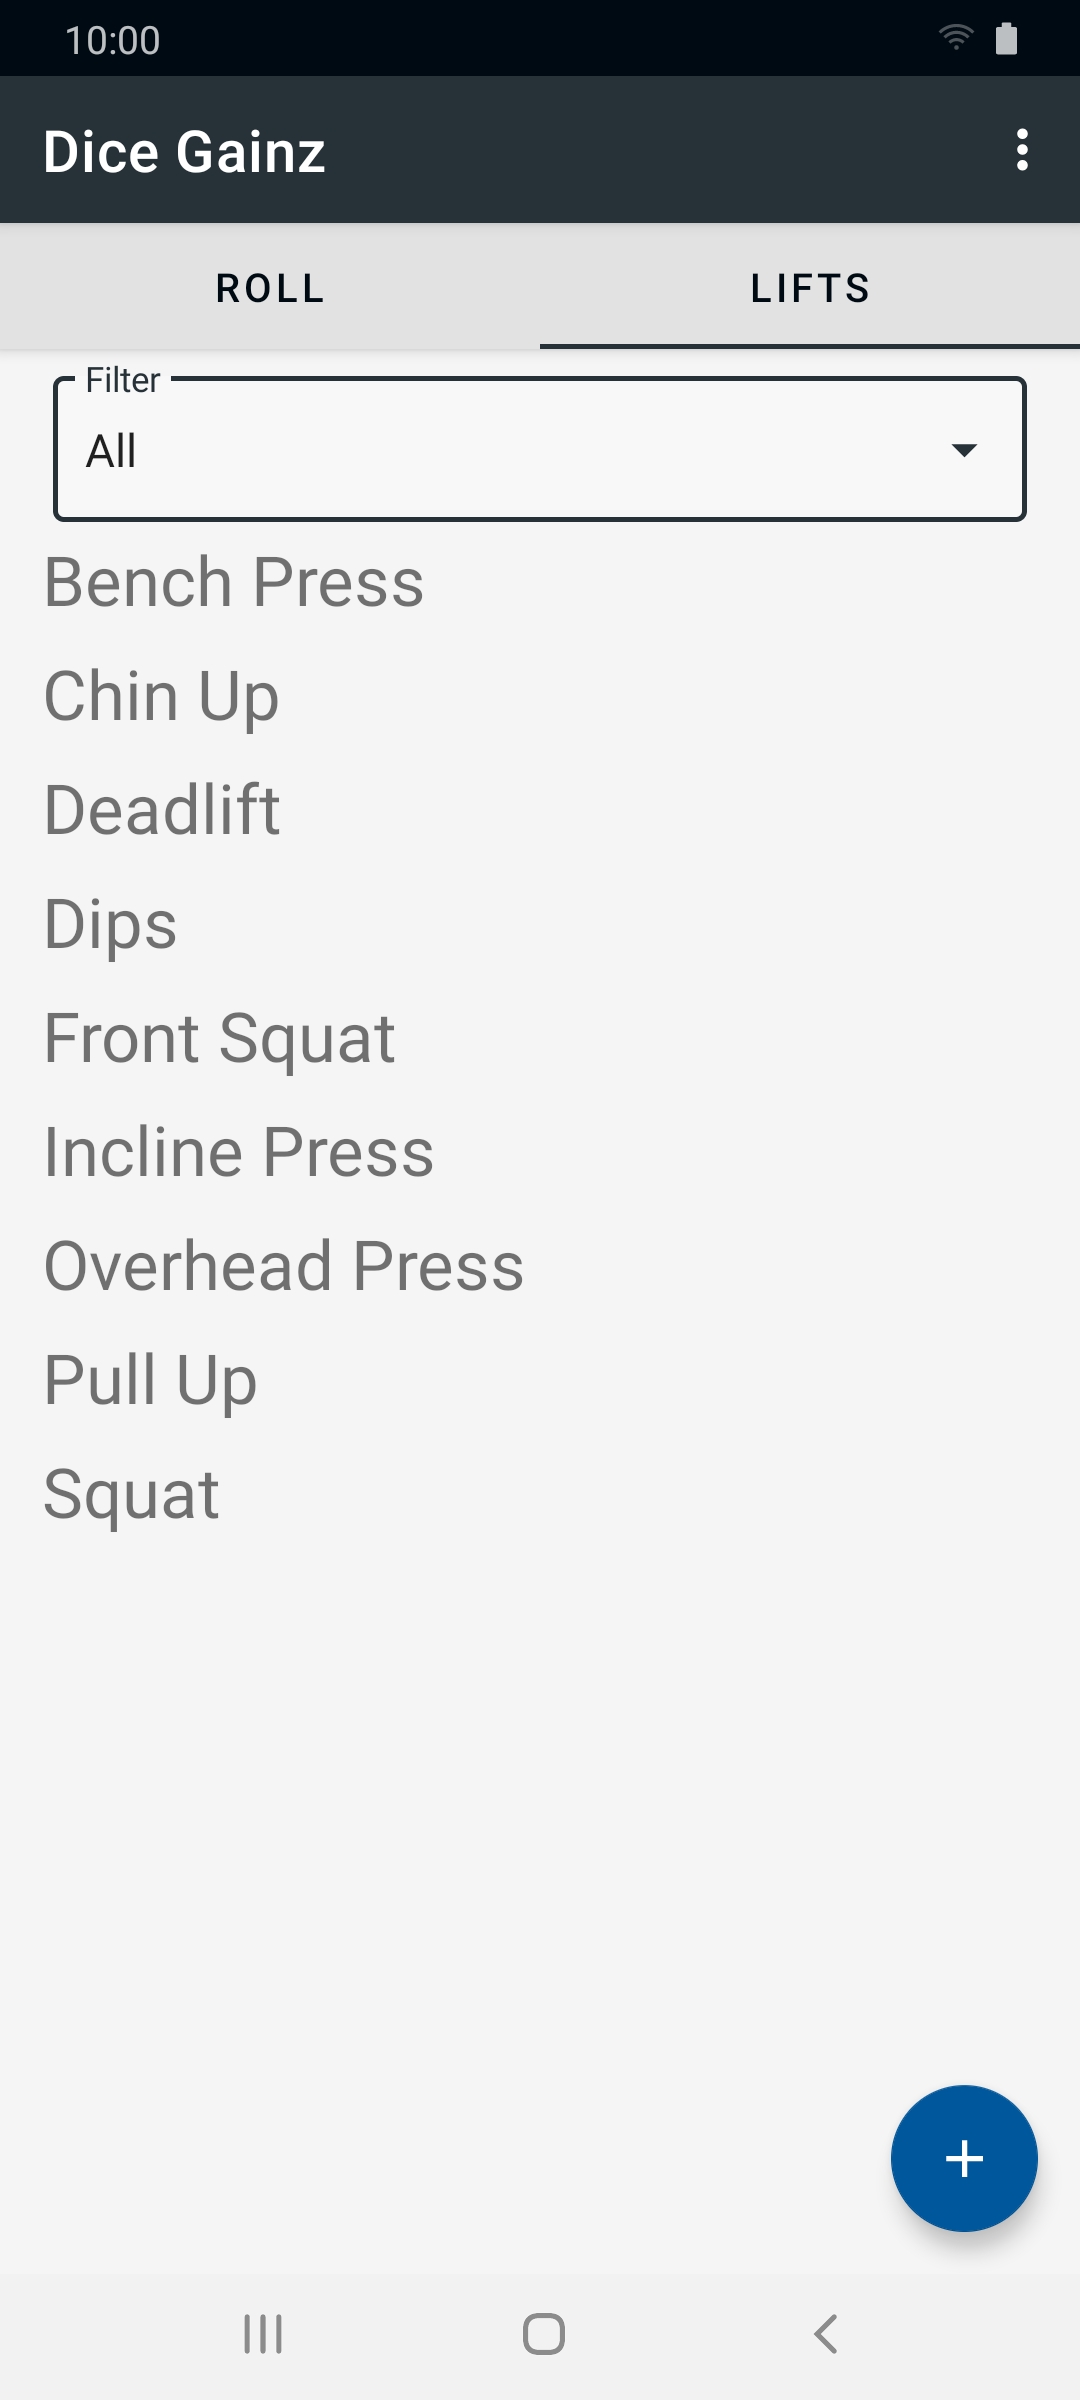 10:00
Dice Gainz
ROLL
LIFTS
Filter
All
Bench Press
Chin Up
Deadlift
Dips
Front Squat
Incline Press
Overhead Press
Pull Up
Squat